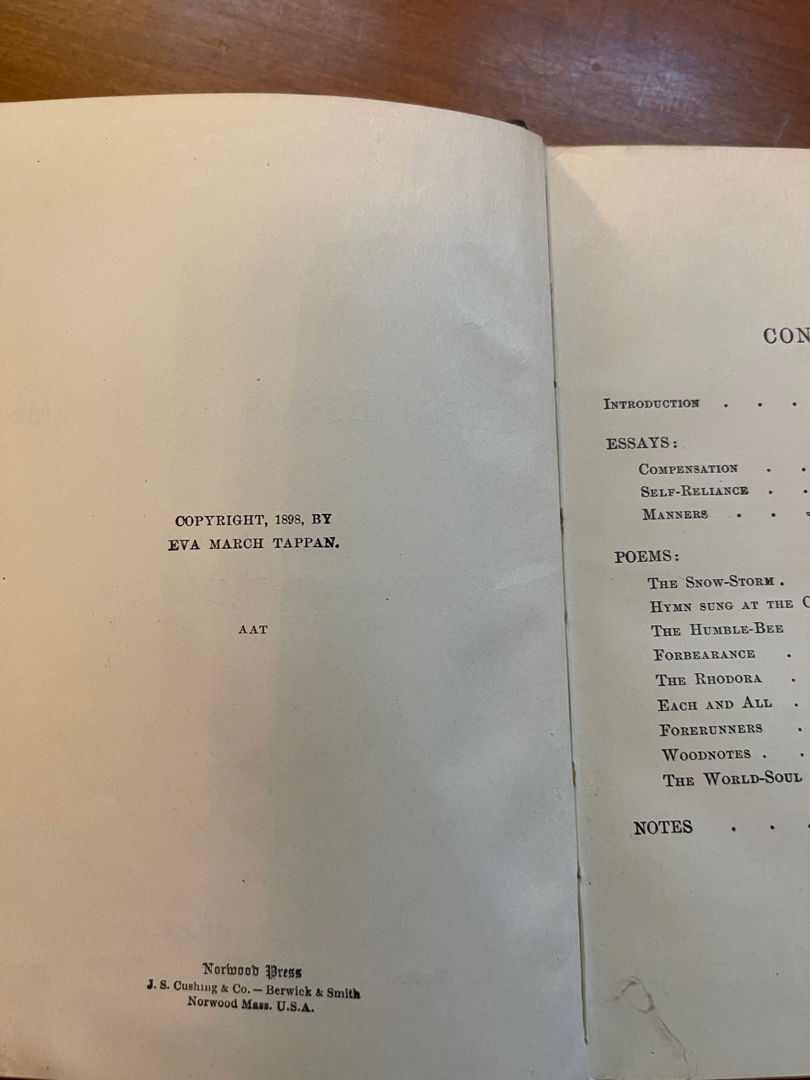 COPYRIGHT, 1898, BY
EVA MARCH TAPPAN.
AAT
Norwood Press
J. S. Cushing & Co. — Berwick & Smith
Norwood Mass. U.S.A.
CON
INTRODUCTION . . .
ESSAYS:
COMPENSATION . .
SELF-RELIANCE . .
MANNERS . . .
POEMS:
THE SNOW-STORM .
HYMN SUNG AT THE C
THE HUMBLE-BEE
FORBEARANCE .
THE RHODORA .
EACH AND ALL .
FORERUNNERS .
WOODNOTES . .
THE WORLD-SOUL
NOTES . . .